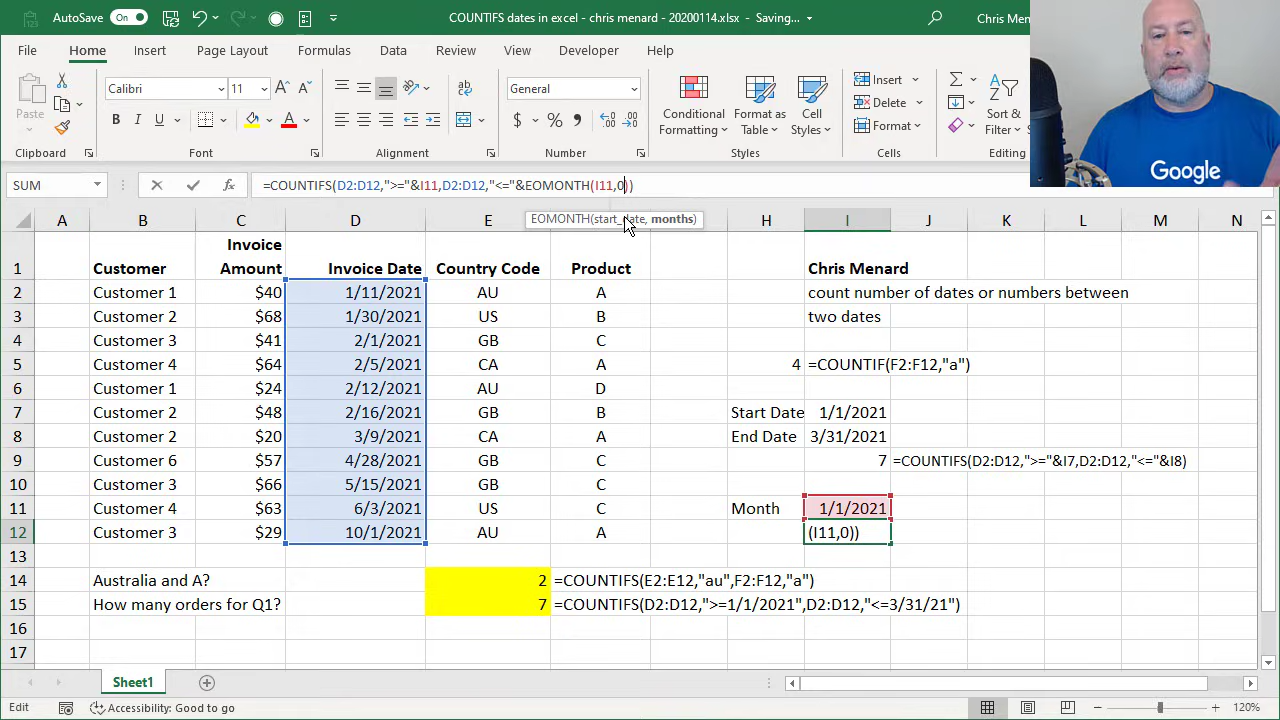 AutoSave On COUNTIFS dates in excel - chris menard - 20200114.xlsx - Saving... Chris Men
File Home Insert Page Layout Formulas Data Review View Developer Help
Paste Calibri 11 B I U A General $ % , Conditional Formatting Format as Table Cell Styles Insert Delete Format Sort & Filter
Clipboard Font Alignment Number Styles Cells
SUM fx =COUNTIFS(D2:D12,">="&I11,D2:D12,"<="&EOMONTH(I11,0))
EOMONTH(start_date, months)
Google
A B C D E F H I J K L M N
1 Customer Invoice Amount Invoice Date Country Code Product Chris Menard
2 Customer 1 $40 1/11/2021 AU A count number of dates or numbers between
3 Customer 2 $68 1/30/2021 US B two dates
4 Customer 3 $41 2/1/2021 GB C
5 Customer 4 $64 2/5/2021 CA A 4 =COUNTIF(F2:F12,"a")
6 Customer 1 $24 2/12/2021 AU D
7 Customer 2 $48 2/16/2021 GB B Start Date 1/1/2021
8 Customer 2 $20 3/9/2021 CA A End Date 3/31/2021
9 Customer 6 $57 4/28/2021 GB C 7 =COUNTIFS(D2:D12,">="&I7,D2:D12,"<="&I8)
10 Customer 3 $66 5/15/2021 GB C
11 Customer 4 $63 6/3/2021 US C Month 1/1/2021
12 Customer 3 $29 10/1/2021 AU A (I11,0))
13
14 Australia and A? 2 =COUNTIFS(E2:E12,"au",F2:F12,"a")
15 How many orders for Q1? 7 =COUNTIFS(D2:D12,">=1/1/2021",D2:D12,"<=3/31/21")
16
17
Sheet1
Edit Accessibility: Good to go 120%